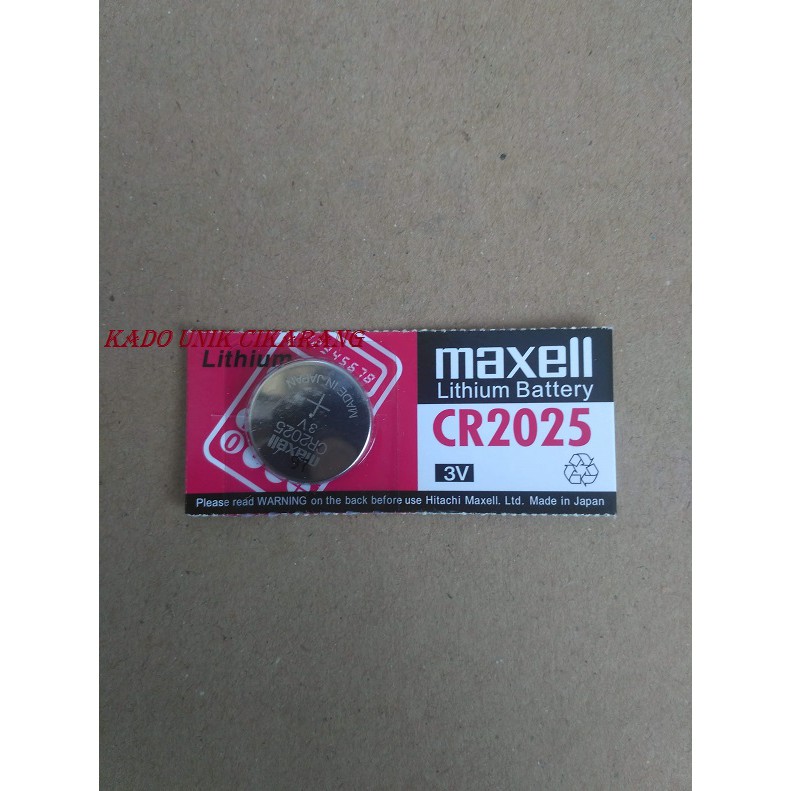 KADO UNIK CIKARANG
Lithium
12345678
MADE IN JAPAN
+
3V
CR2025
maxell
maxell
Lithium Battery
CR2025
3V
Please read WARNING on the back before use Hitachi Maxell. Ltd. Made in Japan